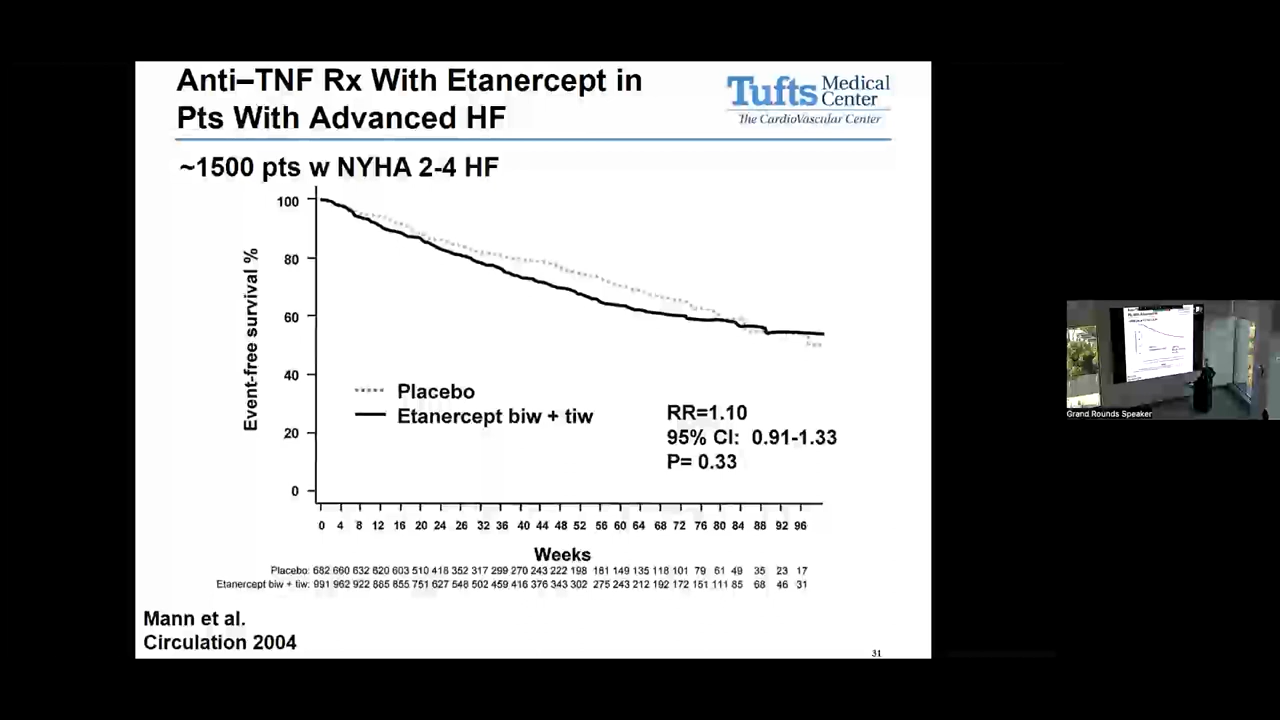 Anti–TNF Rx With Etanercept in
Pts With Advanced HF
Tufts Medical Center
The CardioVascular Center
~1500 pts w NYHA 2-4 HF
Event-free survival %
100
80
60
40
20
0
Placebo
Etanercept biw + tiw
RR=1.10
95% CI: 0.91-1.33
P= 0.33
0 4 8 12 16 20 24 26 32 36 40 44 48 52 56 60 64 68 72 76 80 84 88 92 96
Weeks
Placebo: 682 660 632 620 603 510 418 352 317 299 270 243 222 198 161 149 135 118 101 79 61 49 35 23 17
Etanercept biw + tiw: 991 962 922 885 855 751 627 548 502 459 416 376 343 302 275 243 212 192 172 151 111 85 68 46 31
Mann et al.
Circulation 2004
31
Grand Rounds Speaker